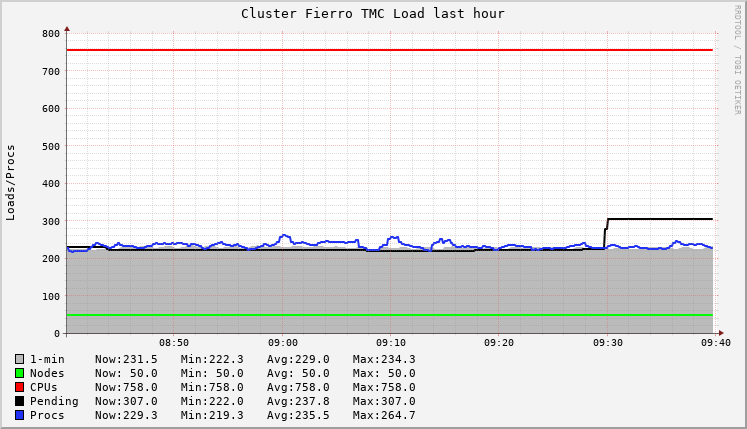 Cluster Fierro TMC Load last hour
RRDTOOL / TOBI OETIKER
Loads/Procs
800
700
600
500
400
300
200
100
0
08:50 09:00 09:10 09:20 09:30 09:40
1-min Now:231.5 Min:222.3 Avg:229.0 Max:234.3
Nodes Now: 50.0 Min: 50.0 Avg: 50.0 Max: 50.0
CPUs Now:758.0 Min:758.0 Avg:758.0 Max:758.0
Pending Now:307.0 Min:222.0 Avg:237.8 Max:307.0
Procs Now:229.3 Min:219.3 Avg:235.5 Max:264.7